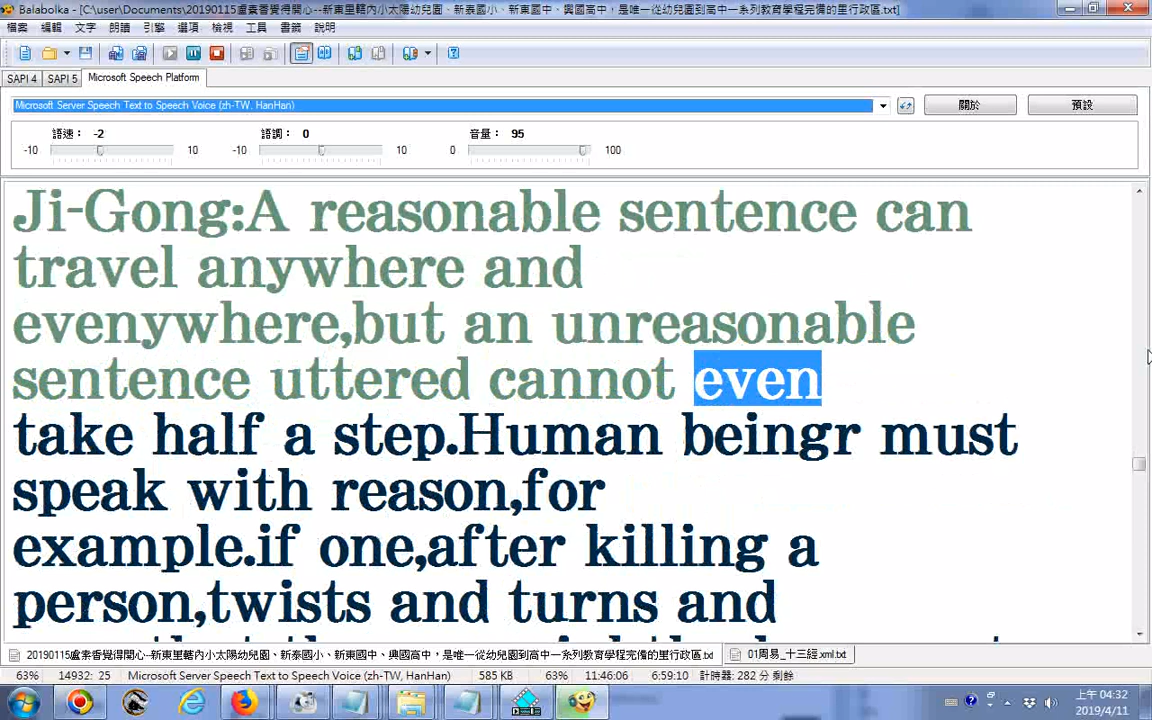 Balabolka - [C:\user\Documents\20190115盧素香覺得開心--新東里轄內小太陽幼兒園、新泰國小、新東國中、興國高中，是唯一從幼兒園到高中一系列教育學程完備的里行政區.txt]
檔案 編輯 文字 朗讀 引擎 選項 檢視 工具 書籤 說明
SAPI 4 SAPI 5 Microsoft Speech Platform
Microsoft Server Speech Text to Speech Voice (zh-TW, HanHan) 關於 預設
語速： -2 語調： 0 音量： 95
-10 10 -10 10 0 100
Ji-Gong:A reasonable sentence can
travel anywhere and
evenywhere,but an unreasonable
sentence uttered cannot even
take half a step.Human beingr must
speak with reason,for
example.if one,after killing a
person,twists and turns and
20190115盧素香覺得開心--新東里轄內小太陽幼兒園、新泰國小、新東國中、興國高中，是唯一從幼兒園到高中一系列教育學程完備的里行政區.txt 01周易_十三經.xml.txt
63% 14932: 25 Microsoft Server Speech Text to Speech Voice (zh-TW, HanHan) 585 KB 63% 11:46:06 6:59:10 計時器: 282 分 剩餘
上午 04:32
2019/4/11